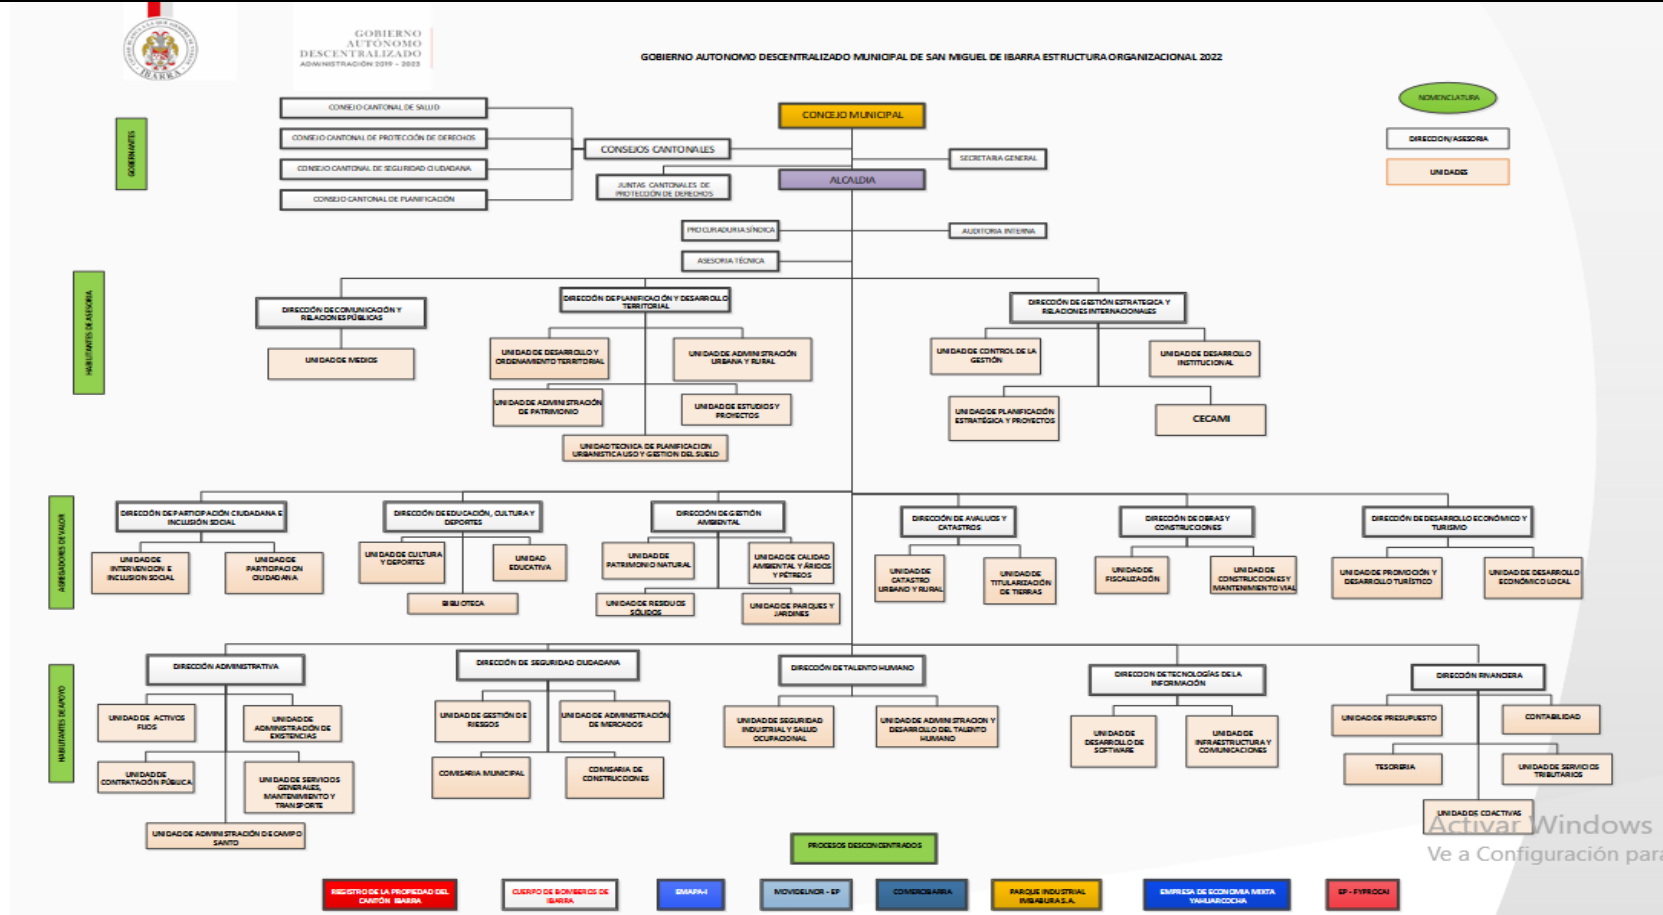 GOBIERNO
AUTÓNOMO
DESCENTRALIZADO
ADMINISTRACIÓN 2019 - 2023
IBARRA
GOBIERNO AUTONOMO DESCENTRALIZADO MUNICIPAL DE SAN MIGUEL DE IBARRA ESTRUCTURA ORGANIZACIONAL 2022
NOMENCLATURA
DIRECCION/ASESORIA
UNIDADES
GOBERNANTES
CONSEJO CANTONAL DE SALUD
CONSEJO CANTONAL DE PROTECCIÓN DE DERECHOS
CONSEJO CANTONAL DE SEGURIDAD CIUDADANA
CONSEJO CANTONAL DE PLANIFICACIÓN
CONSEJOS CANTONALES
JUNTAS CANTONALES DE
PROTECCIÓN DE DERECHOS
CONCEJO MUNICIPAL
SECRETARIA GENERAL
ALCALDIA
PROCURADURIA SÍNDICA
AUDITORIA INTERNA
ASESORIA TÉCNICA
HABILITANTES DE ASESORIA
DIRECCIÓN DE COMUNICACIÓN Y
RELACIONES PÚBLICAS
UNIDAD DE MEDIOS
DIRECCIÓN DE PLANIFICACIÓN Y DESARROLLO
TERRITORIAL
UNIDAD DE DESARROLLO Y
ORDENAMIENTO TERRITORIAL
UNIDAD DE ADMINISTRACIÓN
URBANA Y RURAL
UNIDAD DE ADMINISTRACIÓN
DE PATRIMONIO
UNIDAD DE ESTUDIOS Y
PROYECTOS
UNIDAD TECNICA DE PLANIFICACION
URBANISTICA USO Y GESTION DEL SUELO
DIRECCIÓN DE GESTIÓN ESTRATEGICA Y
RELACIONES INTERNACIONALES
UNIDAD DE CONTROL DE LA
GESTIÓN
UNIDAD DE DESARROLLO
INSTITUCIONAL
UNIDAD DE PLANIFICACIÓN
ESTRATÉGICA Y PROYECTOS
CECAMI
AGREGADORES DE VALOR
DIRECCIÓN DE PARTICIPACIÓN CIUDADANA E
INCLUSIÓN SOCIAL
UNIDAD DE
INTERVENCION E
INCLUSION SOCIAL
UNIDAD DE
PARTICIPACION
CIUDADANA
DIRECCIÓN DE EDUCACIÓN, CULTURA Y
DEPORTES
UNIDAD DE CULTURA
Y DEPORTES
UNIDAD
EDUCATIVA
BIBLIOTECA
DIRECCIÓN DE GESTIÓN
AMBIENTAL
UNIDAD DE
PATRIMONIO NATURAL
UNIDAD DE CALIDAD
AMBIENTAL Y ÁRIDOS
Y PÉTREOS
UNIDAD DE RESIDUOS
SÓLIDOS
UNIDAD DE PARQUES Y
JARDINES
DIRECCIÓN DE AVALUOS Y
CATASTROS
UNIDAD DE
CATASTRO
URBANO Y RURAL
UNIDAD DE
TITULARIZACIÓN
DE TIERRAS
DIRECCIÓN DE OBRAS Y
CONSTRUCCIONES
UNIDAD DE
FISCALIZACIÓN
UNIDAD DE
CONSTRUCCIONES Y
MANTENIMIENTO VIAL
DIRECCIÓN DE DESARROLLO ECONÓMICO Y
TURISMO
UNIDAD DE PROMOCIÓN Y
DESARROLLO TURÍSTICO
UNIDAD DE DESARROLLO
ECONÓMICO LOCAL
HABILITANTES DE APOYO
DIRECCIÓN ADMINISTRATIVA
UNIDAD DE ACTIVOS
FIJOS
UNIDAD DE
ADMINISTRACIÓN DE
EXISTENCIAS
UNIDAD DE
CONTRATACIÓN PÚBLICA
UNIDAD DE SERVICIOS
GENERALES,
MANTENIMIENTO Y
TRANSPORTE
UNIDAD DE ADMINISTRACIÓN DE CAMPO
SANTO
DIRECCIÓN DE SEGURIDAD CIUDADANA
UNIDAD DE GESTIÓN DE
RIESGOS
UNIDAD DE ADMINISTRACIÓN
DE MERCADOS
COMISARIA MUNICIPAL
COMISARIA DE
CONSTRUCCIONES
DIRECCIÓN DE TALENTO HUMANO
UNIDAD DE SEGURIDAD
INDUSTRIAL Y SALUD
OCUPACIONAL
UNIDAD DE ADMINISTRACION Y
DESARROLLO DEL TALENTO
HUMANO
DIRECCION DE TECNOLOGÍAS DE LA
INFORMACIÓN
UNIDAD DE
DESARROLLO DE
SOFTWARE
UNIDAD DE
INFRAESTRUCTURA Y
COMUNICACIONES
DIRECCIÓN FINANCIERA
UNIDAD DE PRESUPUESTO
CONTABILIDAD
TESORERIA
UNIDAD DE SERVICIOS
TRIBUTARIOS
UNIDAD DE COACTIVAS
Activar Windows
Ve a Configuración para
PROCESOS DESCONCENTRADOS
REGISTRO DE LA PROPIEDAD DEL
CANTÓN IBARRA
CUERPO DE BOMBEROS DE
IBARRA
EMAPA-I
MOVIDELNOR - EP
COMERCIBARRA
PARQUE INDUSTRIAL
IMBABURA S.A.
EMPRESA DE ECONOMIA MIXTA
YAHUARCOCHA
EP - FYPROCAI